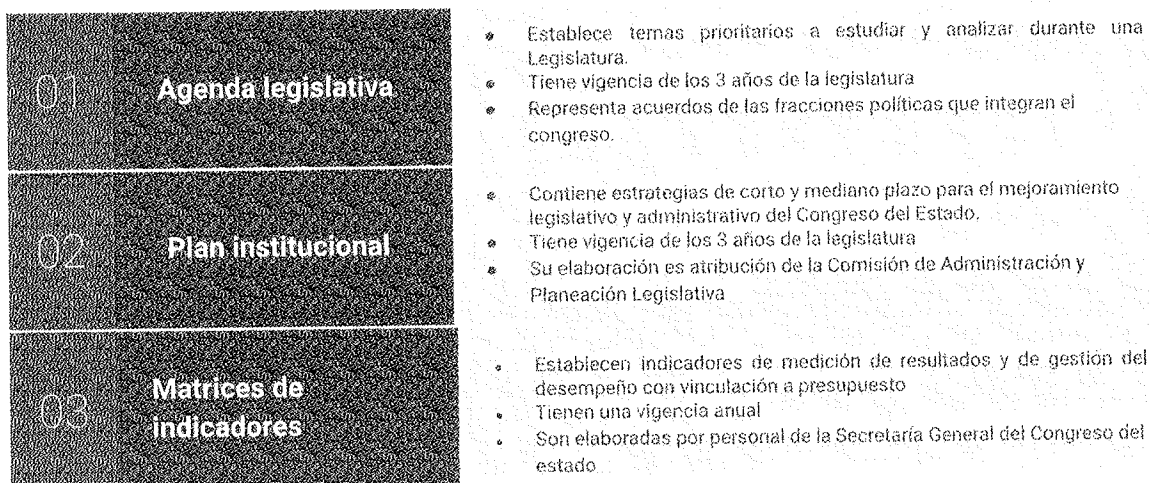 01
Agenda legislativa
Establece temas prioritarios a estudiar y analizar durante una
Legislatura.
Tiene vigencia de los 3 años de la legislatura
Representa acuerdos de las fracciones políticas que integran el
congreso.
02
Plan institucional
Contiene estrategias de corto y mediano plazo para el mejoramiento
legislativo y administrativo del Congreso del Estado.
Tiene vigencia de los 3 años de la legislatura
Su elaboración es atribución de la Comisión de Administración y
Planeación Legislativa
03
Matrices de
indicadores
Establecen indicadores de medición de resultados y de gestión del
desempeño con vinculación a presupuesto
Tienen una vigencia anual
Son elaboradas por personal de la Secretaría General del Congreso del
estado